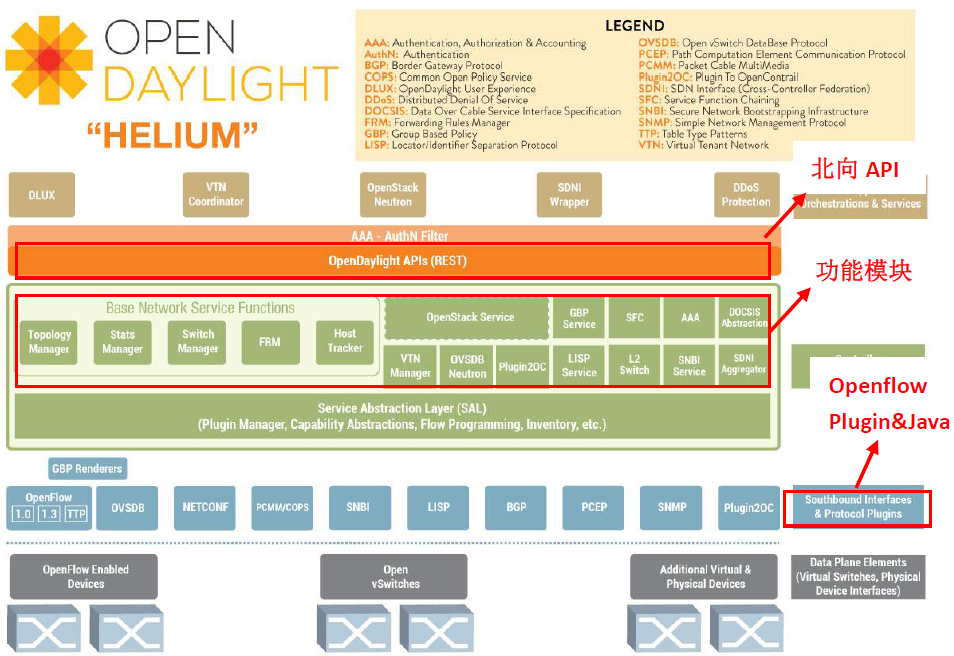 OPEN
DAYLIGHT
“HELIUM”
LEGEND
AAA: Authentication, Authorization & Accounting
AuthN: Authentication
BGP: Border Gateway Protocol
COPS: Common Open Policy Service
DLUX: OpenDaylight User Experience
DDoS: Distributed Denial Of Service
DOCSIS: Data Over Cable Service Interface Specification
FRM: Forwarding Rules Manager
GBP: Group Based Policy
LISP: Locator/Identifier Separation Protocol
OVSDB: Open vSwitch DataBase Protocol
PCEP: Path Computation Element Communication Protocol
PCMM: Packet Cable MultiMedia
Plugin2OC: Plugin To OpenContrail
SDNI: SDN Interface (Cross-Controller Federation)
SFC: Service Function Chaining
SNBI: Secure Network Bootstrapping Infrastructure
SNMP: Simple Network Management Protocol
TTP: Table Type Patterns
VTN: Virtual Tenant Network
北向 API
DLUX
VTN
Coordinator
OpenStack
Neutron
SDNI
Wrapper
DDoS
Protection
Orchestrations & Services
AAA - AuthN Filter
OpenDaylight APIs (REST)
功能模块
Base Network Service Functions
Topology
Manager
Stats
Manager
Switch
Manager
FRM
Host
Tracker
OpenStack Service
GBP
Service
SFC
AAA
DOCSIS
Abstraction
VTN
Manager
OVSDB
Neutron
Plugin2OC
LISP
Service
L2
Switch
SNBI
Service
SDNI
Aggregator
Openflow
Plugin&Java
Service Abstraction Layer (SAL)
(Plugin Manager, Capability Abstractions, Flow Programming, Inventory, etc.)
GBP Renderers
OpenFlow
1.0 1.3 TTP
OVSDB
NETCONF
PCMM/COPS
SNBI
LISP
BGP
PCEP
SNMP
Plugin2OC
Southbound Interfaces
& Protocol Plugins
OpenFlow Enabled
Devices
Open
vSwitches
Additional Virtual &
Physical Devices
Data Plane Elements
(Virtual Switches, Physical
Device Interfaces)